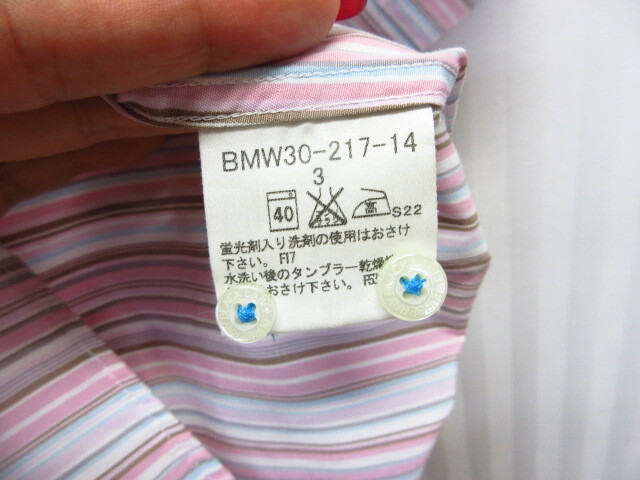 BMW30-217-14
3
40 高 S22
蛍光剤入り洗剤の使用はおさけ
下さい。 F17
水洗い後のタンブラー乾燥
おさけ下さい。